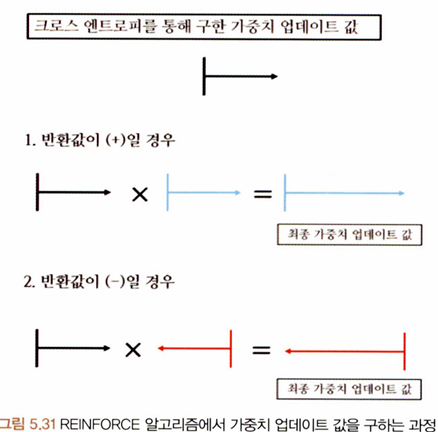 크로스 엔트로피를 통해 구한 가중치 업데이트 값
1. 반환값이 (+)일 경우
× =
최종 가중치 업데이트 값
2. 반환값이 (-)일 경우
× =
최종 가중치 업데이트 값
그림 5.31 REINFORCE 알고리즘에서 가중치 업데이트 값을 구하는 과정